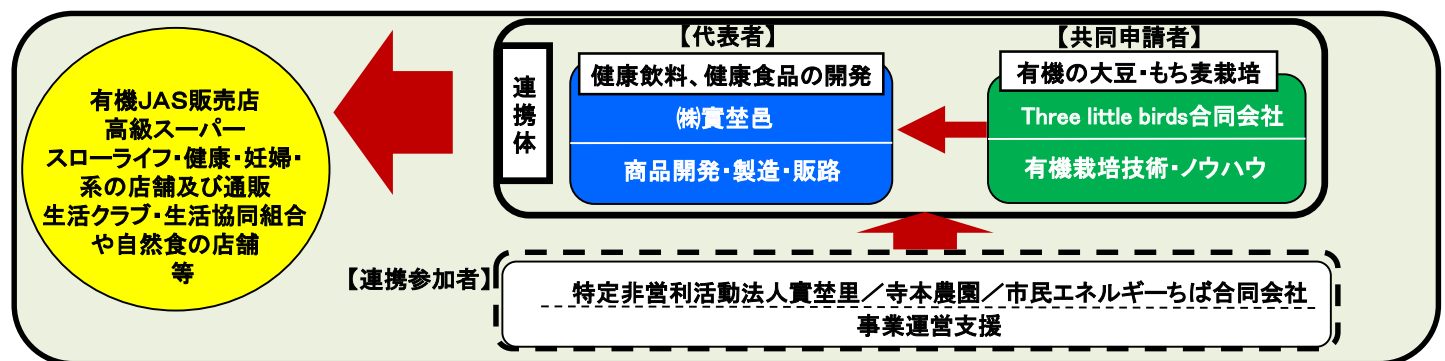 有機JAS販売店
高級スーパー
スローライフ・健康・妊婦・
系の店舗及び通販
生活クラブ・生活協同組合
や自然食の店舗
等
連携体
【代表者】
健康飲料、健康食品の開発
㈱實埜邑
商品開発・製造・販路
【共同申請者】
有機の大豆・もち麦栽培
Three little birds合同会社
有機栽培技術・ノウハウ
【連携参加者】
特定非営利活動法人實埜里／寺本農園／市民エネルギーちば合同会社
事業運営支援